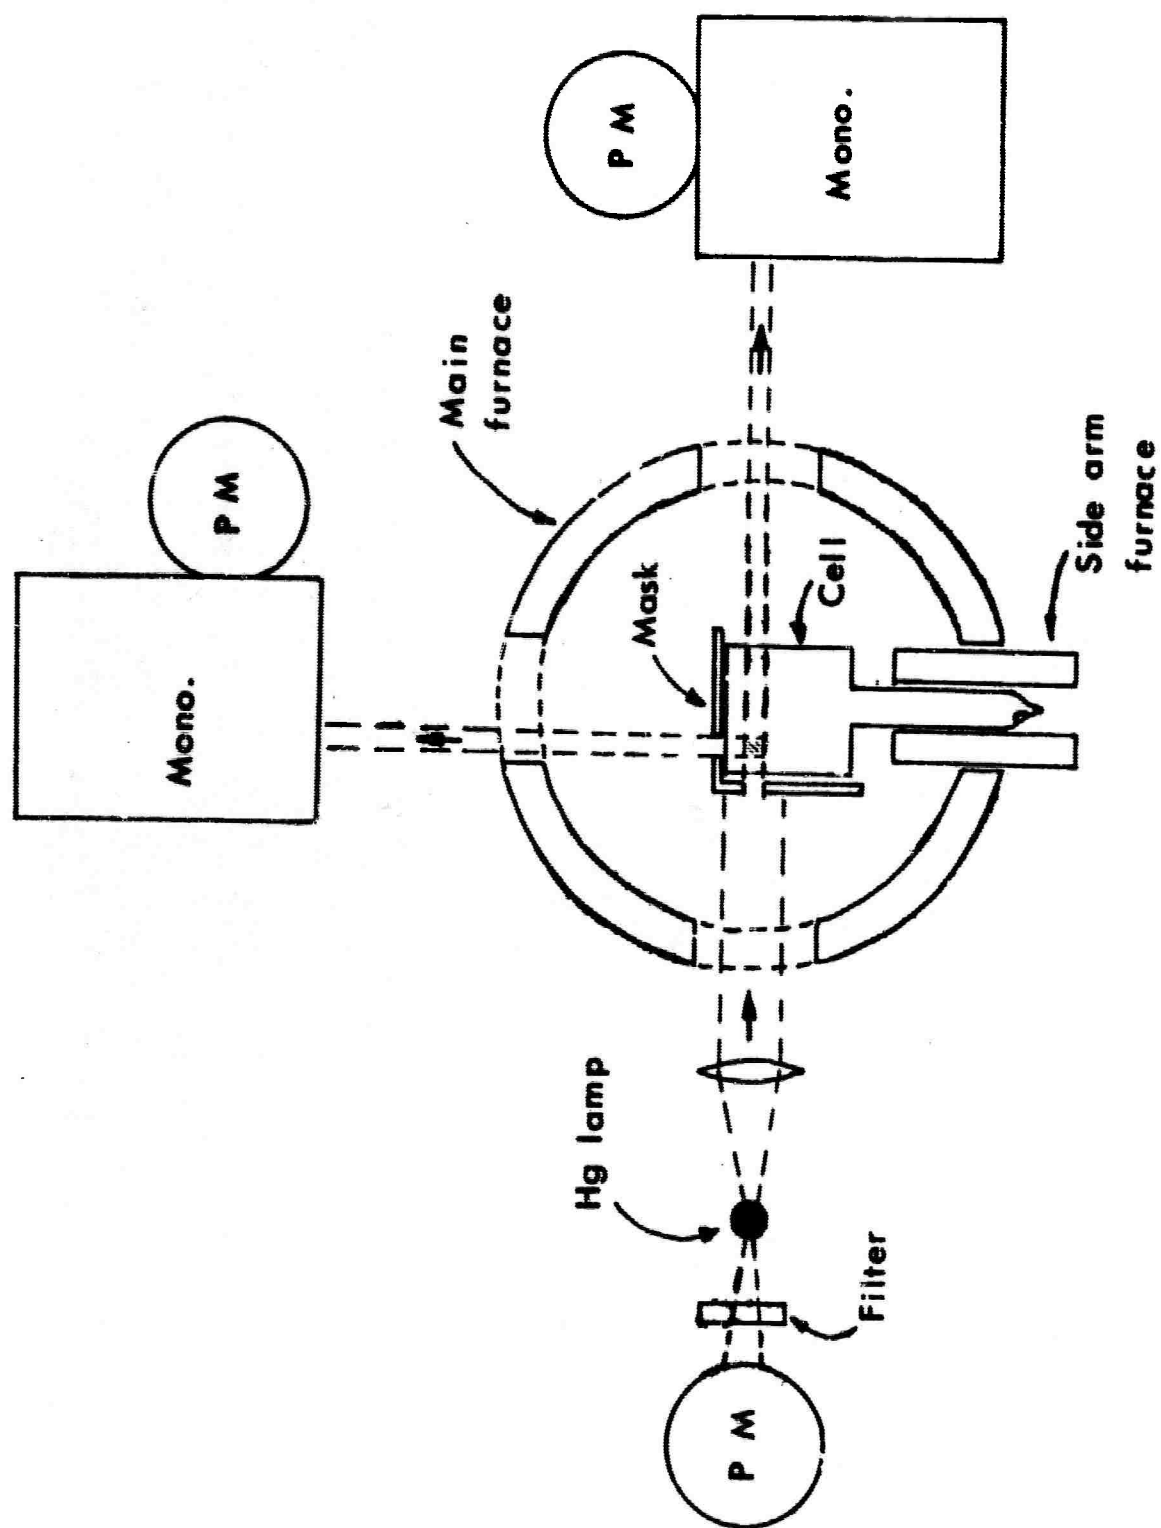 P M
Mono.
P M
Mono.
Main
furnace
Mask
Cell
Side arm
furnace
Hg lamp
Filter
P M